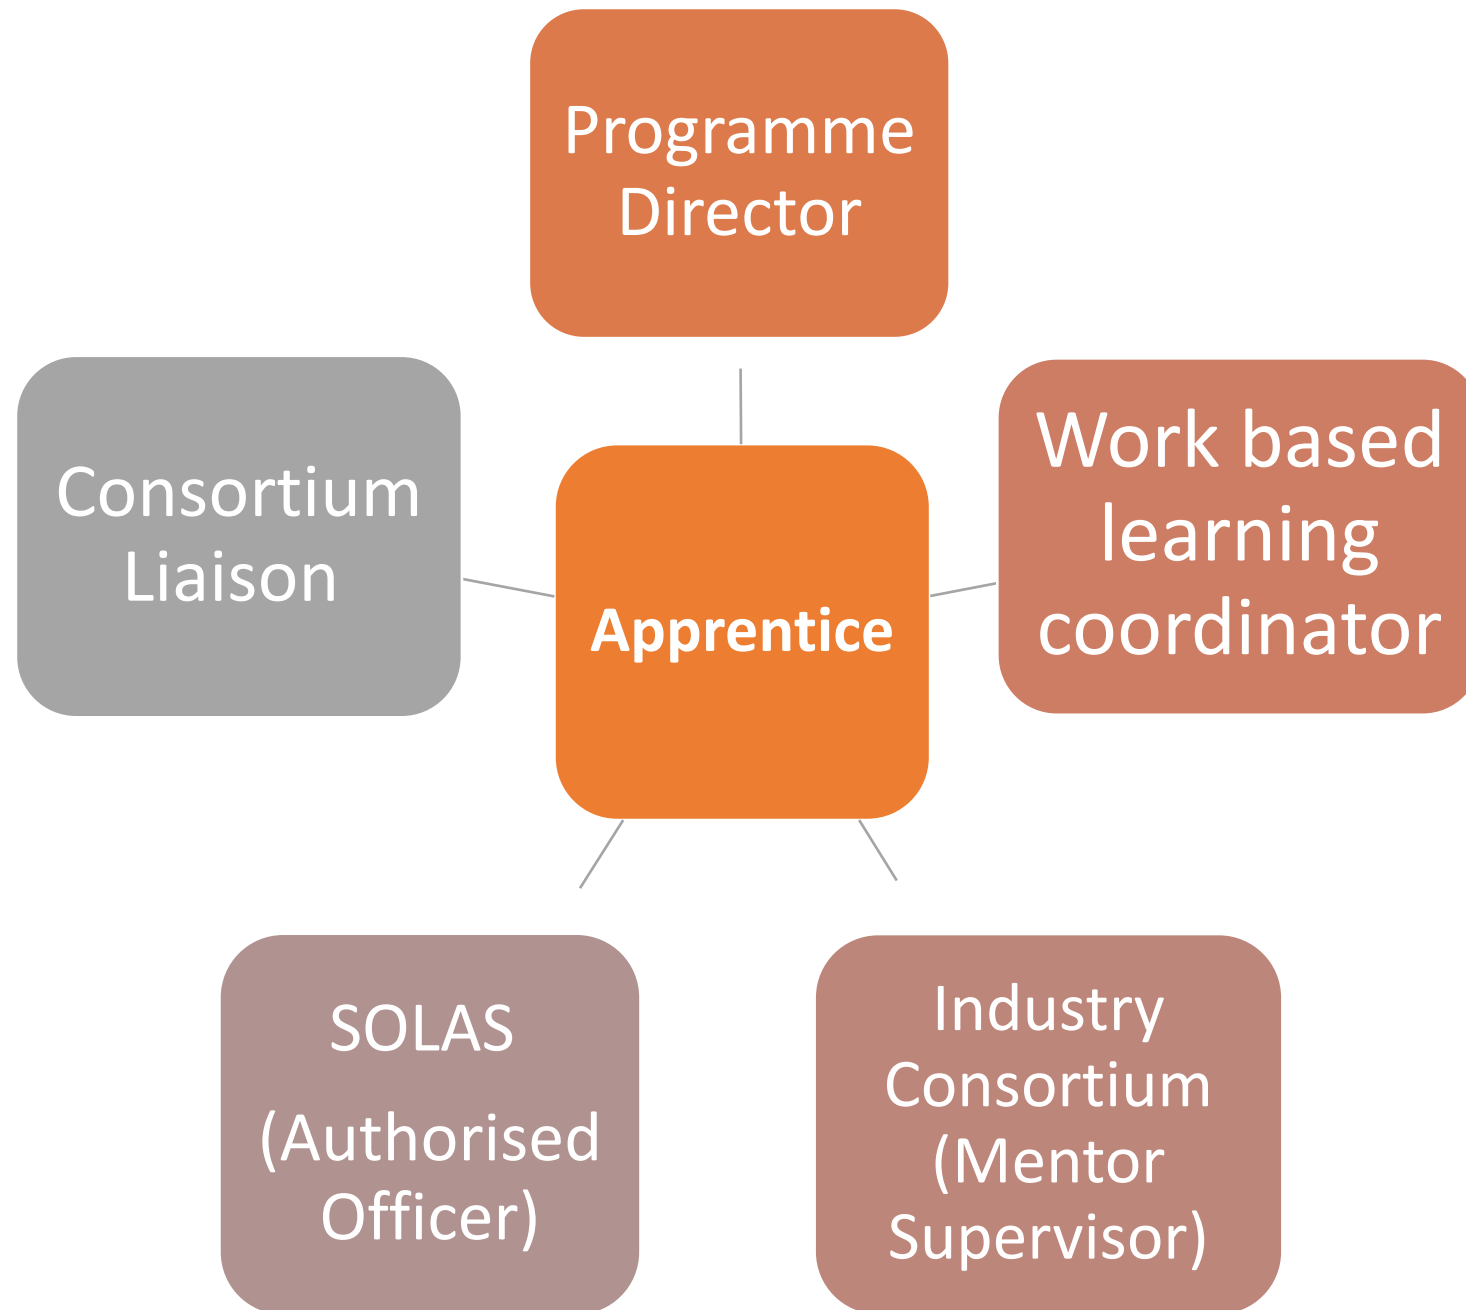 Programme
Director
Consortium
Liaison
Work based
learning
coordinator
Apprentice
SOLAS
(Authorised
Officer)
Industry
Consortium
(Mentor
Supervisor)